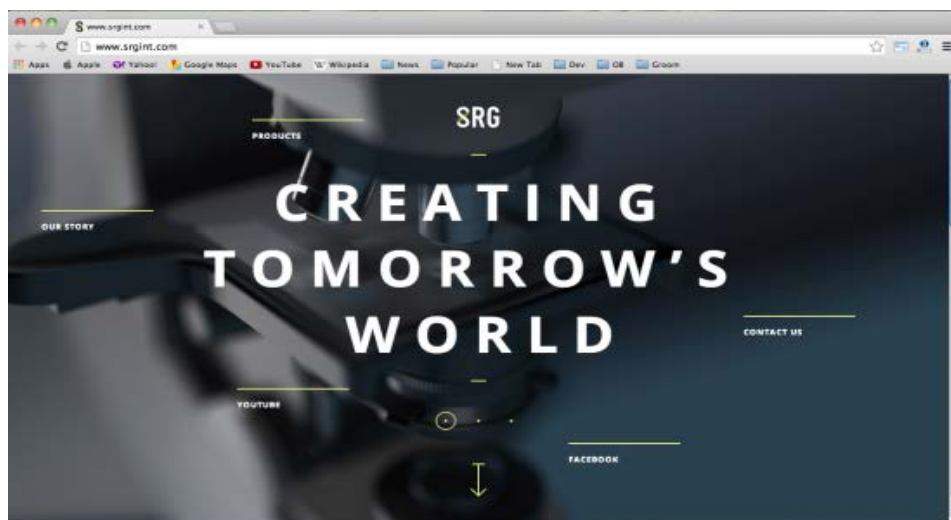 www.srgint.com
www.srgint.com
Apps Apple Yahoo! Google Maps YouTube Wikipedia News Popular New Tab Dev OB Groom
SRG
PRODUCTS
CREATING
TOMORROW'S
WORLD
OUR STORY
CONTACT US
YOUTUBE
FACEBOOK